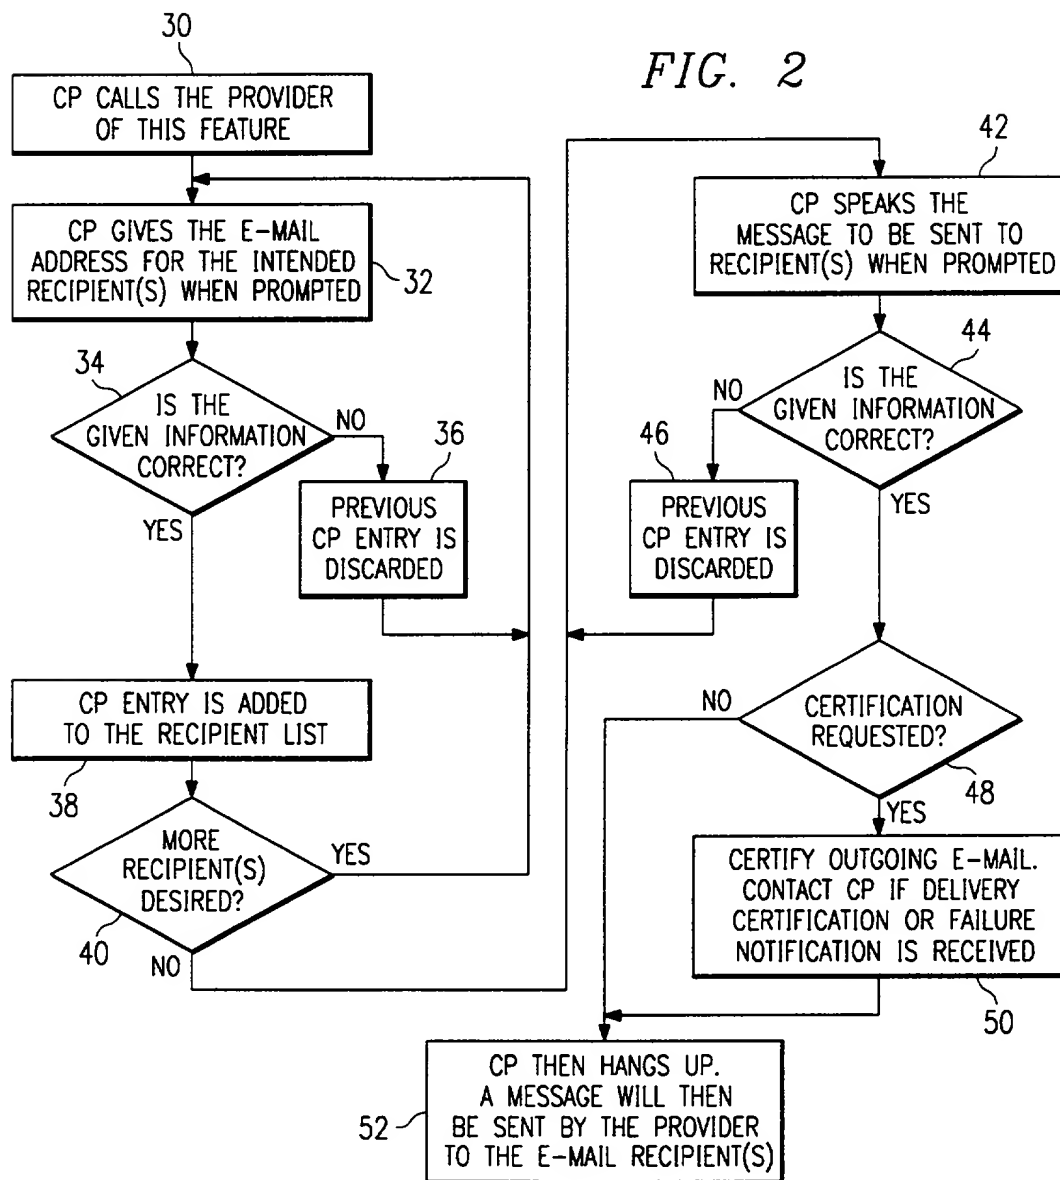 FIG. 2
30
CP CALLS THE PROVIDER
OF THIS FEATURE
CP GIVES THE E-MAIL
ADDRESS FOR THE INTENDED
RECIPIENT(S) WHEN PROMPTED
32
34
IS THE
GIVEN INFORMATION
CORRECT?
NO
YES
36
PREVIOUS
CP ENTRY IS
DISCARDED
CP ENTRY IS ADDED
TO THE RECIPIENT LIST
38
MORE
RECIPIENT(S)
DESIRED?
YES
40
NO
42
CP SPEAKS THE
MESSAGE TO BE SENT TO
RECIPIENT(S) WHEN PROMPTED
44
IS THE
GIVEN INFORMATION
CORRECT?
NO
YES
46
PREVIOUS
CP ENTRY IS
DISCARDED
CERTIFICATION
REQUESTED?
NO
48
YES
CERTIFY OUTGOING E-MAIL.
CONTACT CP IF DELIVERY
CERTIFICATION OR FAILURE
NOTIFICATION IS RECEIVED
50
CP THEN HANGS UP.
A MESSAGE WILL THEN
BE SENT BY THE PROVIDER
TO THE E-MAIL RECIPIENT(S)
52